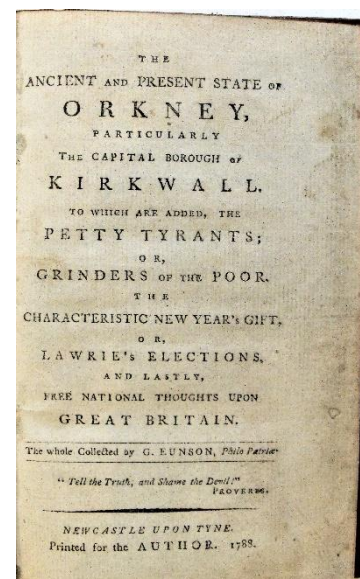 THE
ANCIENT AND PRESENT STATE OF
ORKNEY,
PARTICULARLY
THE CAPITAL BOROUGH OF
KIRKWALL.
TO WHICH ARE ADDED, THE
PETTY TYRANTS;
OR,
GRINDERS OF THE POOR.
THE
CHARACTERISTIC NEW YEAR's GIFT,
OR,
LAWRIE's ELECTIONS,
AND LASTLY,
FREE NATIONAL THOUGHTS UPON
GREAT BRITAIN.
The whole Collected by G. EUNSON, Philo Patriæ.
“ Tell the Truth, and Shame the Devil!”
PROVERBS.
NEWCASTLE UPON TYNE.
Printed for the AUTHOR. 1788.